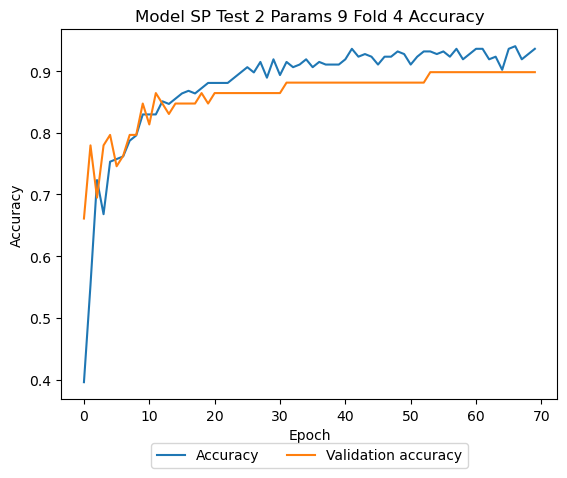 Model SP Test 2 Params 9 Fold 4 Accuracy
Accuracy
0.9
0.8
0.7
0.6
0.5
0.4
0 10 20 30 40 50 60 70
Epoch
Accuracy Validation accuracy